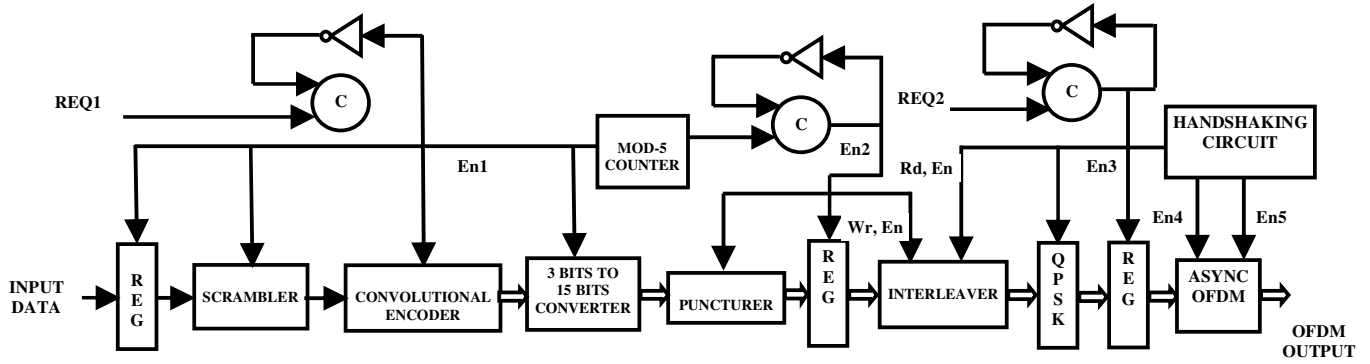 REQ1
C
En1
MOD-5
COUNTER
C
En2
REQ2
C
HANDSHAKING
CIRCUIT
Rd, En
En3
En4
En5
Wr, En
INPUT
DATA
R
E
G
SCRAMBLER
CONVOLUTIONAL
ENCODER
3 BITS TO
15 BITS
CONVERTER
PUNCTURER
R
E
G
INTERLEAVER
Q
P
S
K
R
E
G
ASYNC
OFDM
OFDM
OUTPUT